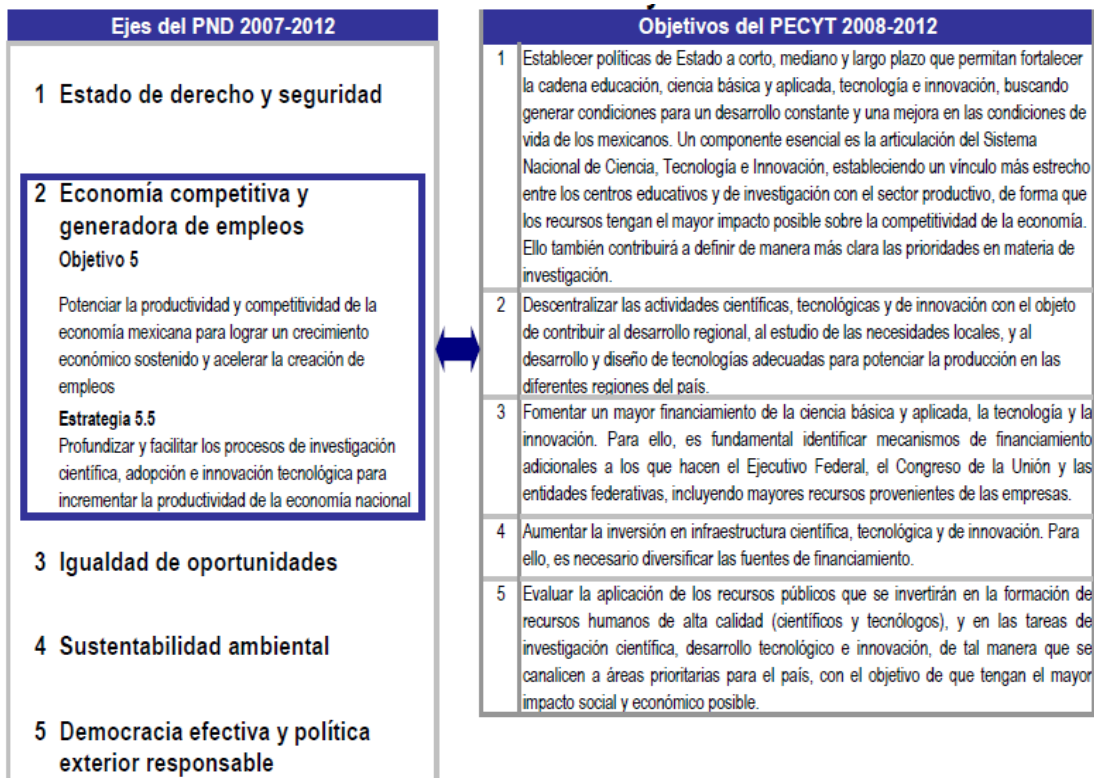 Ejes del PND 2007-2012
1 Estado de derecho y seguridad
2 Economía competitiva y
generadora de empleos
Objetivo 5
Potenciar la productividad y competitividad de la
economía mexicana para lograr un crecimiento
económico sostenido y acelerar la creación de
empleos
Estrategia 5.5
Profundizar y facilitar los procesos de investigación
científica, adopción e innovación tecnológica para
incrementar la productividad de la economía nacional
3 Igualdad de oportunidades
4 Sustentabilidad ambiental
5 Democracia efectiva y política
exterior responsable
Objetivos del PECYT 2008-2012
1 Establecer políticas de Estado a corto, mediano y largo plazo que permitan fortalecer
la cadena educación, ciencia básica y aplicada, tecnología e innovación, buscando
generar condiciones para un desarrollo constante y una mejora en las condiciones de
vida de los mexicanos. Un componente esencial es la articulación del Sistema
Nacional de Ciencia, Tecnología e Innovación, estableciendo un vínculo más estrecho
entre los centros educativos y de investigación con el sector productivo, de forma que
los recursos tengan el mayor impacto posible sobre la competitividad de la economía.
Ello también contribuirá a definir de manera más clara las prioridades en materia de
investigación.
2 Descentralizar las actividades científicas, tecnológicas y de innovación con el objeto
de contribuir al desarrollo regional, al estudio de las necesidades locales, y al
desarrollo y diseño de tecnologías adecuadas para potenciar la producción en las
diferentes regiones del país.
3 Fomentar un mayor financiamiento de la ciencia básica y aplicada, la tecnología y la
innovación. Para ello, es fundamental identificar mecanismos de financiamiento
adicionales a los que hacen el Ejecutivo Federal, el Congreso de la Unión y las
entidades federativas, incluyendo mayores recursos provenientes de las empresas.
4 Aumentar la inversión en infraestructura científica, tecnológica y de innovación. Para
ello, es necesario diversificar las fuentes de financiamiento.
5 Evaluar la aplicación de los recursos públicos que se invertirán en la formación de
recursos humanos de alta calidad (científicos y tecnólogos), y en las tareas de
investigación científica, desarrollo tecnológico e innovación, de tal manera que se
canalicen a áreas prioritarias para el país, con el objetivo de que tengan el mayor
impacto social y económico posible.